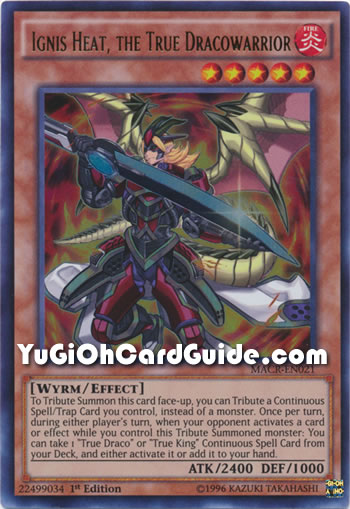 IGNIS HEAT, THE TRUE DRACOWARRIOR
FIRE
炎
YuGiOhCardGuide.com
MACR-EN021
[WYRM/EFFECT]
To Tribute Summon this card face-up, you can Tribute a Continuous
Spell/Trap Card you control, instead of a monster. Once per turn,
during either player's turn, when your opponent activates a card
or effect while you control this Tribute Summoned monster: You
can take 1 "True Draco" or "True King" Continuous Spell Card from
your Deck, and either activate it or add it to your hand.
ATK/2400 DEF/1000
22499034 1st Edition ©1996 KAZUKI TAKAHASHI